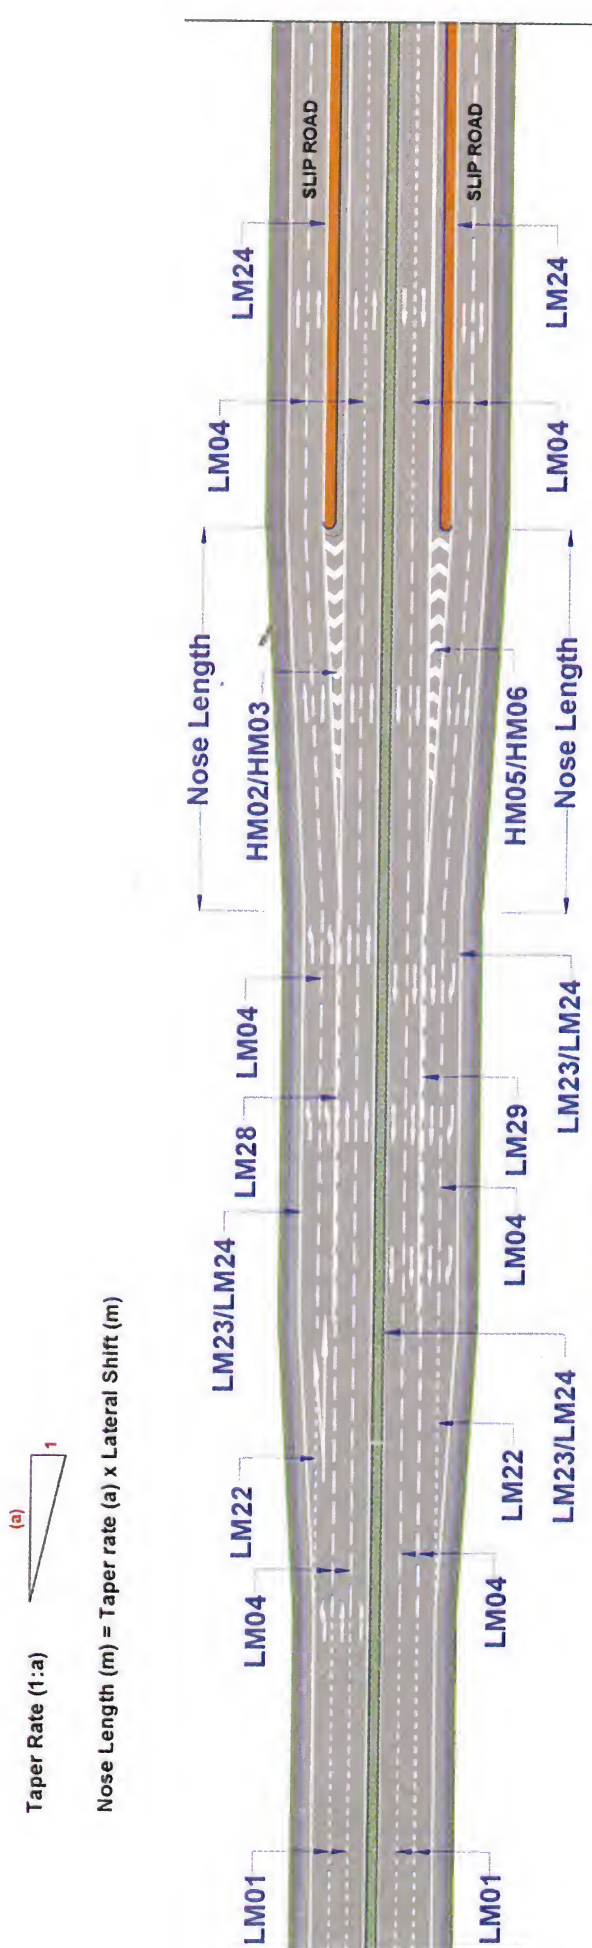 Taper Rate (1:a)
(a)
1
Nose Length (m) = Taper rate (a) x Lateral Shift (m)
LM01
LM04
LM22
LM23/LM24
LM28
LM04
HM02/HM03
Nose Length
LM04
LM24
SLIP ROAD
SLIP ROAD
LM01
LM04
LM22
LM23/LM24
LM04
LM29
LM23/LM24
HM05/HM06
Nose Length
LM04
LM24